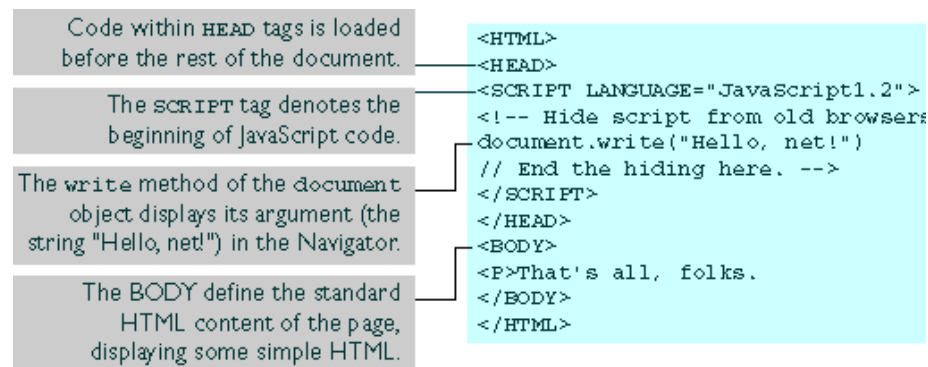 Code within HEAD tags is loaded
before the rest of the document.
The SCRIPT tag denotes the
beginning of JavaScript code.
The write method of the document
object displays its argument (the
string "Hello, net!") in the Navigator.
The BODY define the standard
HTML content of the page,
displaying some simple HTML.
<HTML>
<HEAD>
<SCRIPT LANGUAGE="JavaScript1.2">
<!-- Hide script from old browsers
document.write("Hello, net!")
// End the hiding here. -->
</SCRIPT>
</HEAD>
<BODY>
<P>That's all, folks.
</BODY>
</HTML>